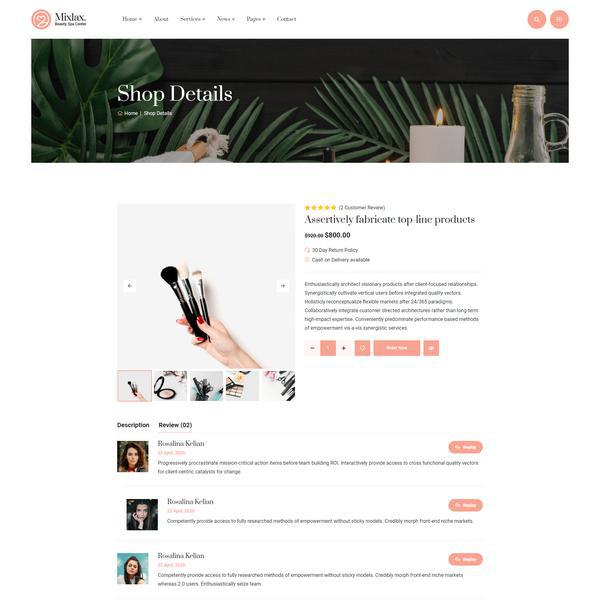 Mixlax.
Beauty, Spa Center
Home +
About
Services +
News +
Pages +
Contact
Shop Details
Home | Shop Details
(2 Customer Review)
Assertively fabricate top-line products
$920.00 $800.00
30 Day Return Policy
Cash on Delivery available
Enthusiastically architect visionary products after client-focused relationships.
Synergistically cultivate vertical users before integrated quality vectors.
Holisticly reconceptualize flexible markets after 24/365 paradigms.
Collaboratively integrate customer directed architectures rather than long-term
high-impact expertise. Conveniently predominate performance based methods
of empowerment vis-a-vis synergistic services.
1
Order Now
Description
Review (02)
Rosalina Kelian
22 April, 2020
Replay
Progressively procrastinate mission-critical action items before team building ROI. Interactively provide access to cross functional quality vectors
for client-centric catalysts for change.
Rosalina Kelian
22 April, 2020
Replay
Competently provide access to fully researched methods of empowerment without sticky models. Credibly morph front-end niche markets.
Rosalina Kelian
22 April, 2020
Replay
Competently provide access to fully researched methods of empowerment without sticky models. Credibly morph front-end niche markets
whereas 2.0 users. Enthusiastically seize team.